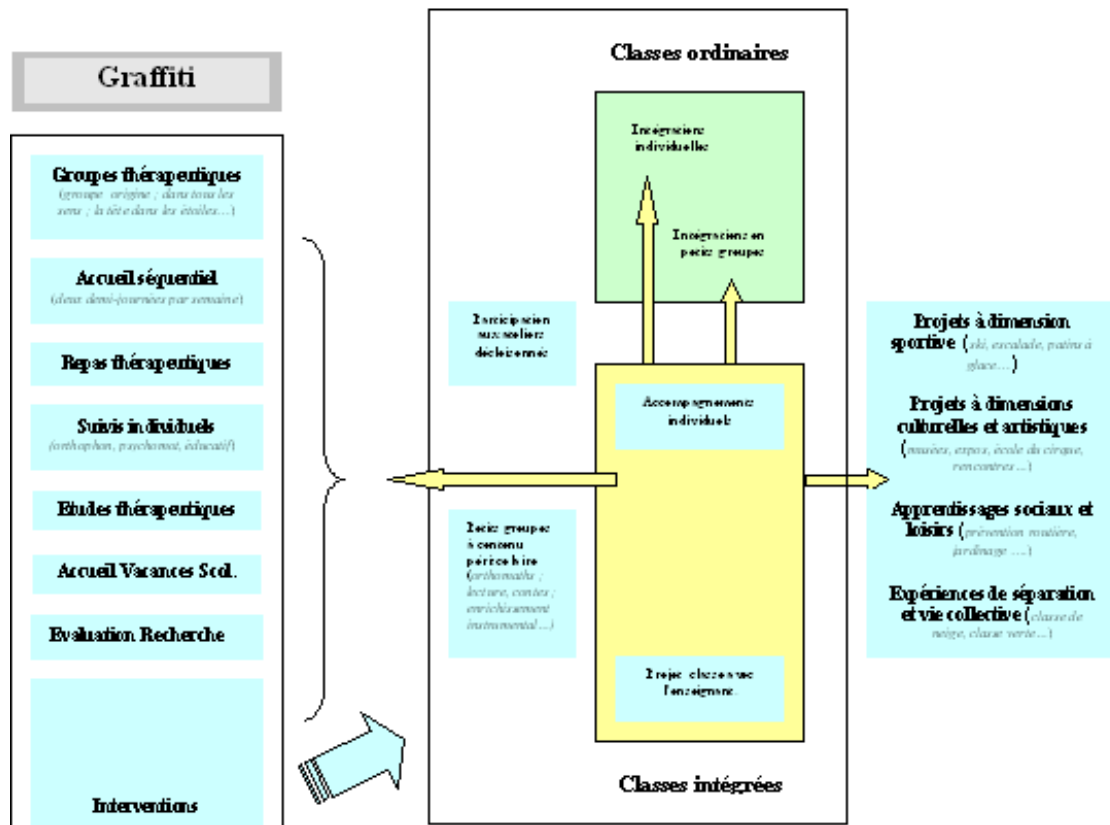 Graffiti
Groupes thérapeutiques
(groupe origine ; dans tous les
sens ; la tête dans les étoiles...)
Accueil séquentiel
(deux demi-journées par semaine)
Repas thérapeutiques
Suivis individuels
(orthophon, psychomot, éducatif)
Etudes thérapeutiques
Accueil Vacances Scol.
Evaluation Recherche
Interventions
Classes ordinaires
Intégrations
individuelles
Intégrations en
petits groupes
Participation
aux ateliers
décloisonnés
Accompagnements
individuels
Petits groupes
à contenu
périscolaire
(orthomaths ;
lecture, contes ;
enrichissement
instrumental...)
Projet classe avec
l'enseignant.
Classes intégrées
Projets à dimension
sportive (ski, escalade, patins à
glace...)
Projets à dimensions
culturelles et artistiques
(musées, expos, école du cirque,
rencontres...)
Apprentissages sociaux et
loisirs (prévention routière,
jardinage ....)
Expériences de séparation
et vie collective (classe de
neige, classe verte...)